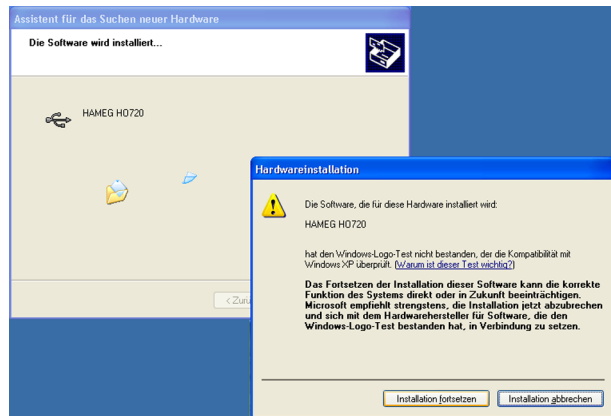 Assistent für das Suchen neuer Hardware
Die Software wird installiert...
HAMEG HO720
< Zurü
Hardwareinstallation
Die Software, die für diese Hardware installiert wird:
HAMEG HO720
hat den Windows-Logo-Test nicht bestanden, der die Kompatibilität mit
Windows XP überprüft. (Warum ist dieser Test wichtig?)
Das Fortsetzen der Installation dieser Software kann die korrekte
Funktion des Systems direkt oder in Zukunft beeinträchtigen.
Microsoft empfiehlt strengstens, die Installation jetzt abzubrechen
und sich mit dem Hardwarehersteller für Software, die den
Windows-Logo-Test bestanden hat, in Verbindung zu setzen.
Installation fortsetzen Installation abbrechen